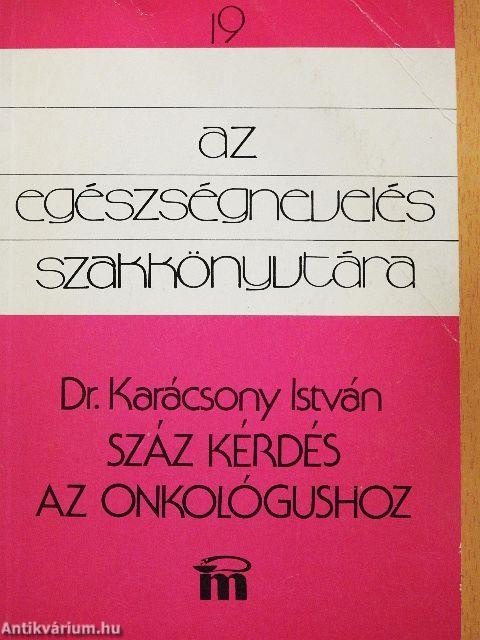 19
az
egészségnevelés
szakkönyvtára
Dr. Karácsony István
SZÁZ KÉRDÉS
AZ ONKOLÓGUSHOZ
m
Antikvárium.hu